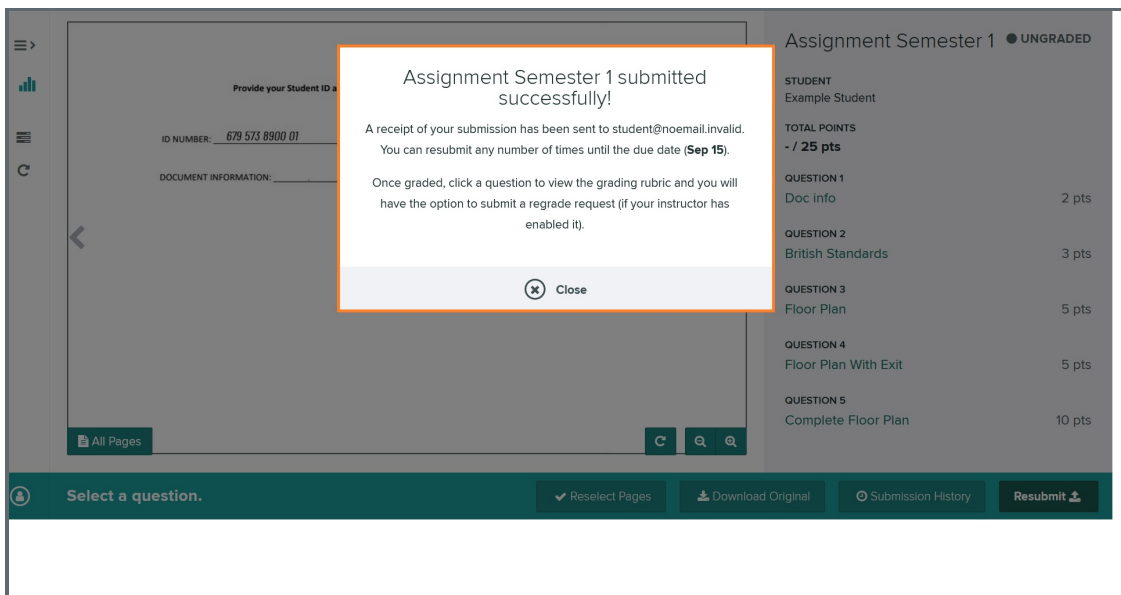 Assignment Semester 1 ● UNGRADED
STUDENT
Example Student
TOTAL POINTS
- / 25 pts
QUESTION 1
Doc info 2 pts
QUESTION 2
British Standards 3 pts
QUESTION 3
Floor Plan 5 pts
QUESTION 4
Floor Plan With Exit 5 pts
QUESTION 5
Complete Floor Plan 10 pts
Provide your Student ID a
ID NUMBER: 679 573 8900 01
DOCUMENT INFORMATION:
Assignment Semester 1 submitted
successfully!
A receipt of your submission has been sent to student@noemail.invalid.
You can resubmit any number of times until the due date (Sep 15).
Once graded, click a question to view the grading rubric and you will
have the option to submit a regrade request (if your instructor has
enabled it).
Close
All Pages
Select a question.
Reselect Pages
Download Original
Submission History
Resubmit